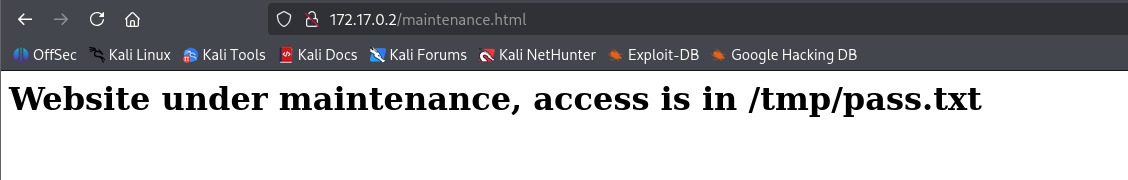 172.17.0.2/maintenance.html
OffSec Kali Linux Kali Tools Kali Docs Kali Forums Kali NetHunter Exploit-DB Google Hacking DB
Website under maintenance, access is in /tmp/pass.txt